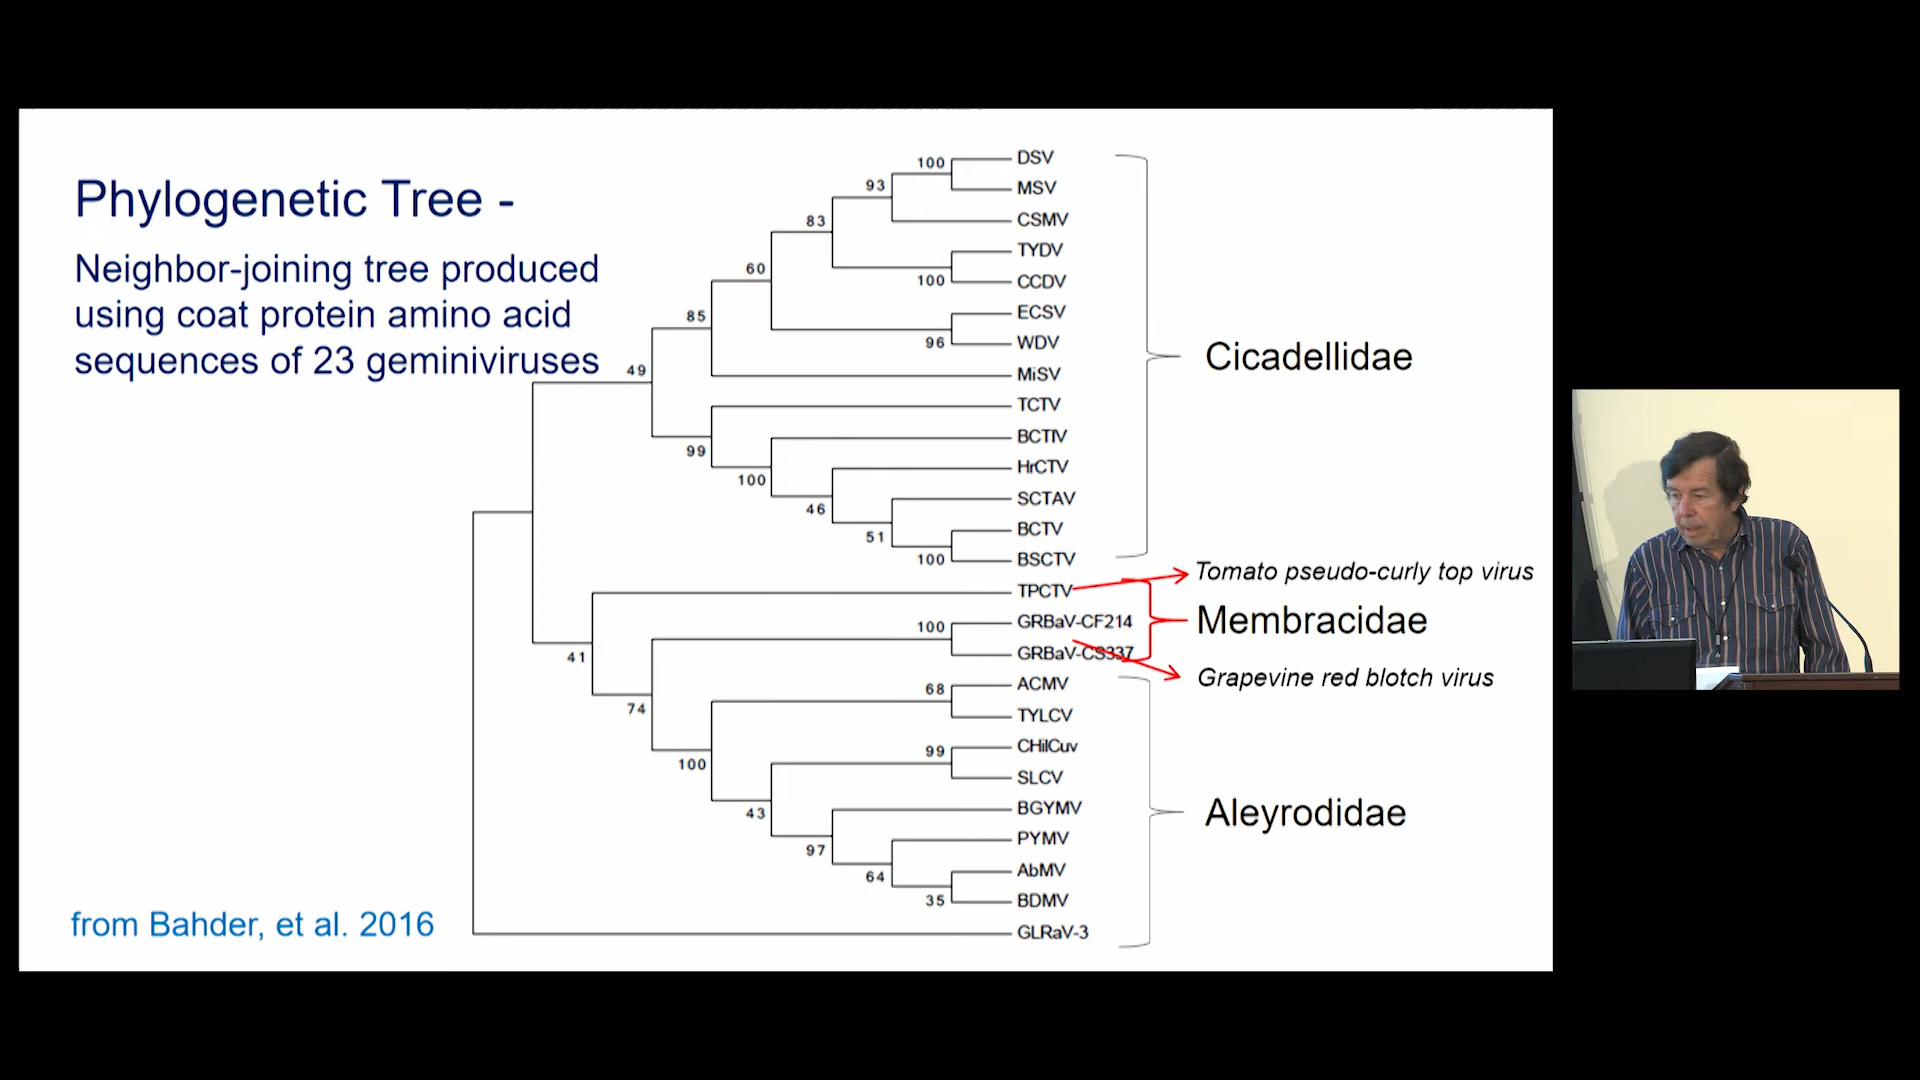 Phylogenetic Tree -
Neighbor-joining tree produced
using coat protein amino acid
sequences of 23 geminiviruses
from Bahder, et al. 2016
100
93
83
60
100
85
96
49
99
100
46
51
100
100
41
68
74
99
100
43
97
64
35
DSV
MSV
CSMV
TYDV
CCDV
ECSV
WDV
MiSV
TCTV
BCTIV
HrCTV
SCTAV
BCTV
BSCTV
TPCTV
GRBaV-CF214
GRBaV-CS337
ACMV
TYLCV
CHilCuv
SLCV
BGYMV
PYMV
AbMV
BDMV
GLRaV-3
Cicadellidae
Tomato pseudo-curly top virus
Membracidae
Grapevine red blotch virus
Aleyrodidae